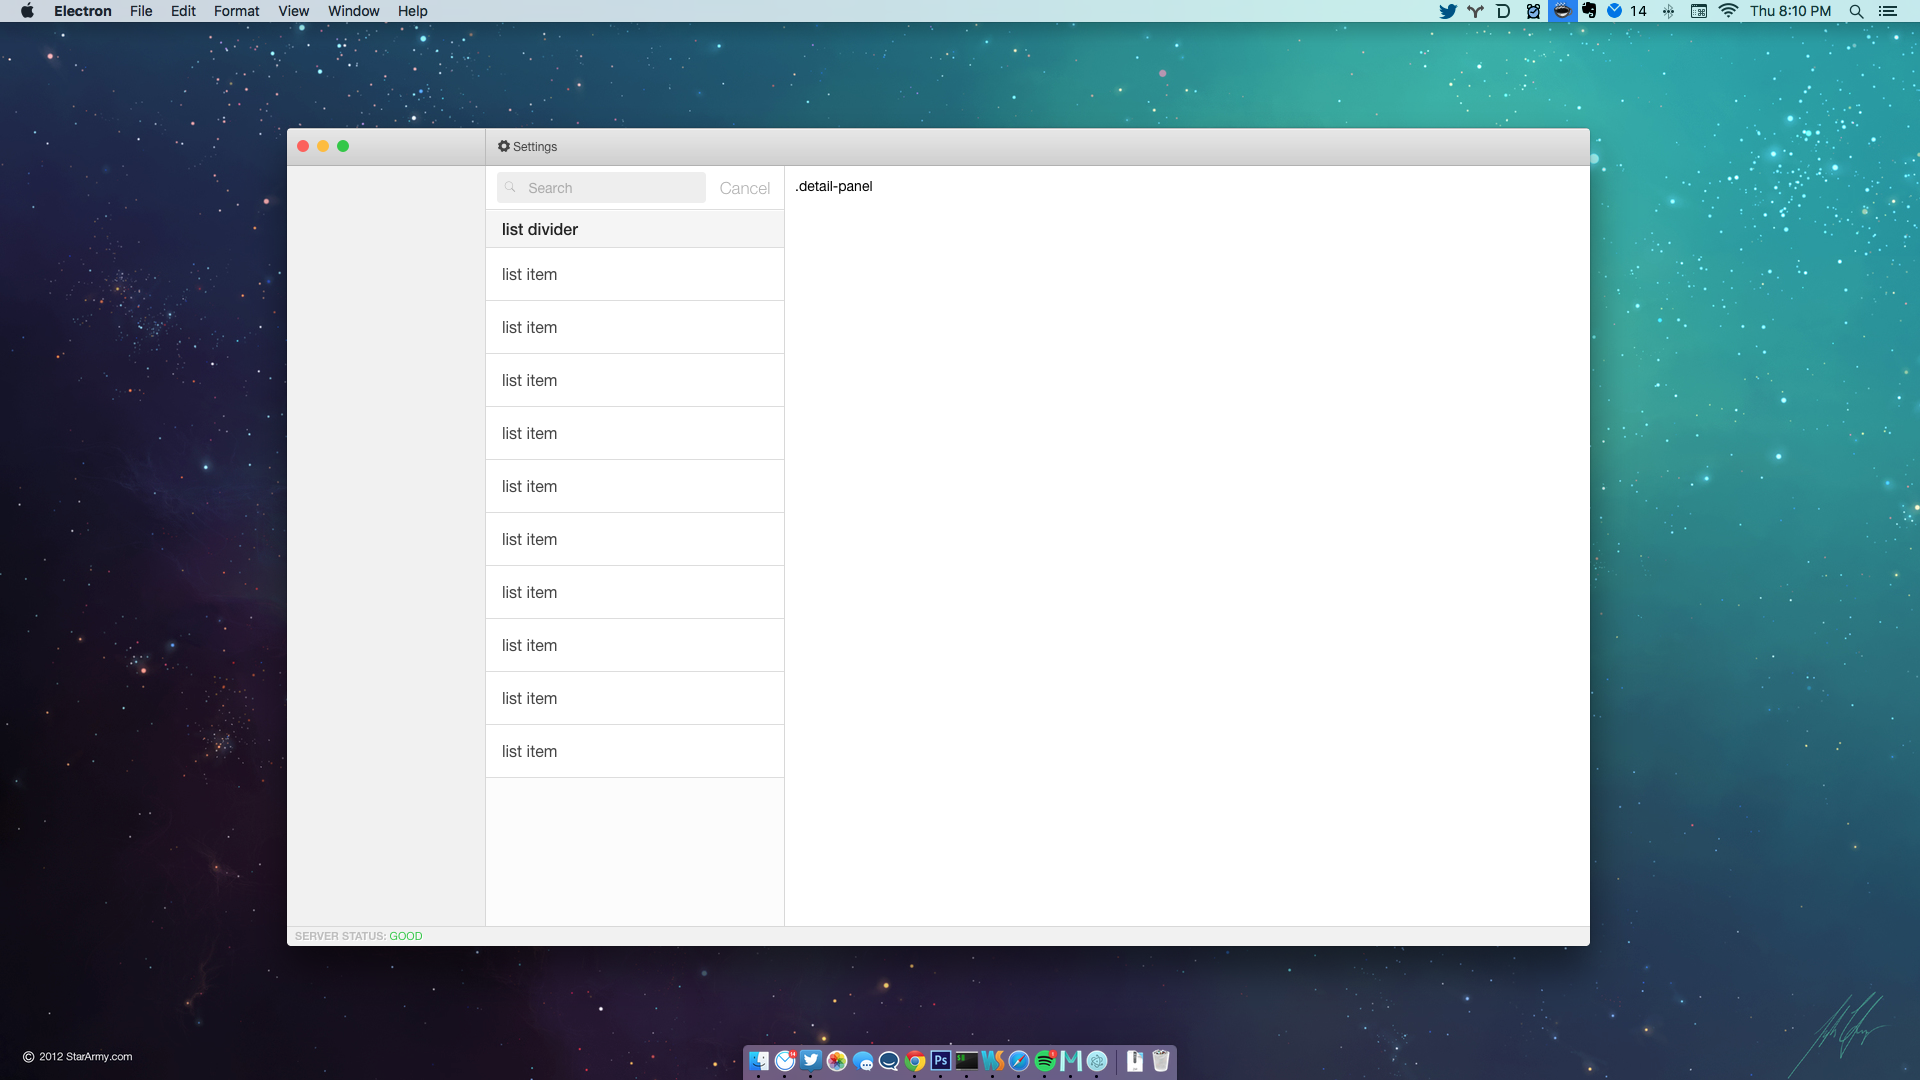 Electron File Edit Format View Window Help 14 Thu 8:10 PM
Settings
Search Cancel
.detail-panel
list divider
list item
list item
list item
list item
list item
list item
list item
list item
list item
list item
SERVER STATUS: GOOD
© 2012 StarArmy.com
Ps